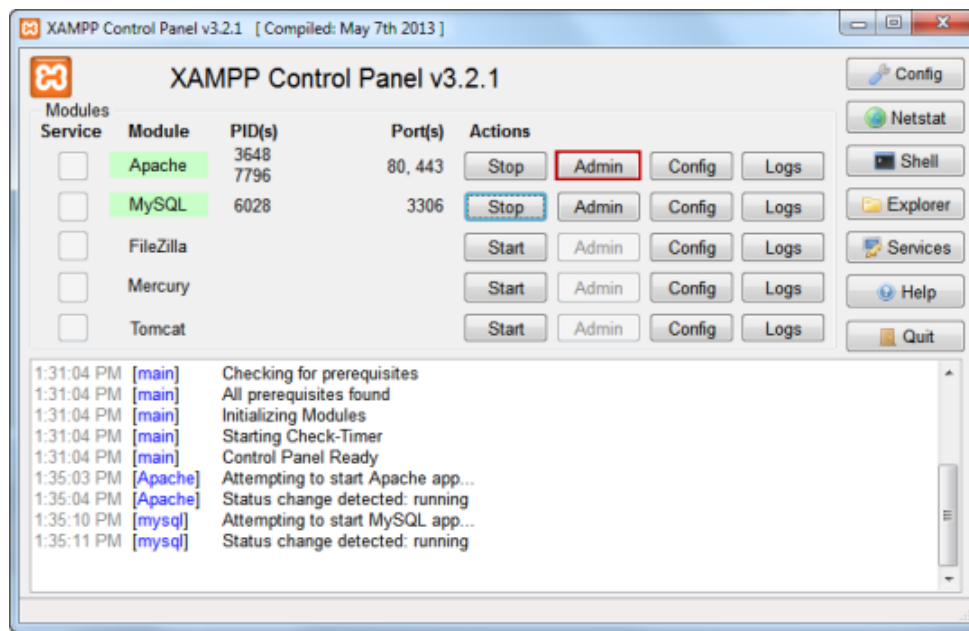 XAMPP Control Panel v3.2.1 [ Compiled: May 7th 2013 ]
XAMPP Control Panel v3.2.1
Config
Netstat
Shell
Explorer
Services
Help
Quit
Modules
Service Module PID(s) Port(s) Actions
Apache 3648 7796 80, 443 Stop Admin Config Logs
MySQL 6028 3306 Stop Admin Config Logs
FileZilla Start Admin Config Logs
Mercury Start Admin Config Logs
Tomcat Start Admin Config Logs
1:31:04 PM [main] Checking for prerequisites
1:31:04 PM [main] All prerequisites found
1:31:04 PM [main] Initializing Modules
1:31:04 PM [main] Starting Check-Timer
1:31:04 PM [main] Control Panel Ready
1:35:03 PM [Apache] Attempting to start Apache app...
1:35:04 PM [Apache] Status change detected: running
1:35:10 PM [mysql] Attempting to start MySQL app...
1:35:11 PM [mysql] Status change detected: running